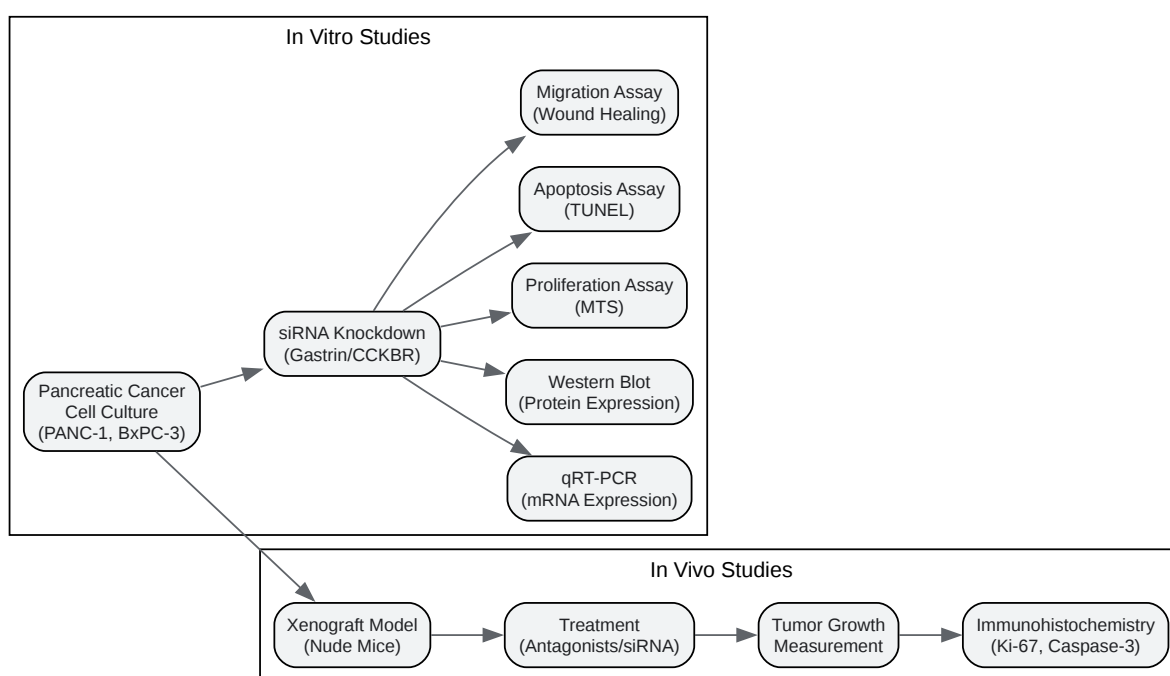 In Vitro Studies
Migration Assay
(Wound Healing)
Apoptosis Assay
(TUNEL)
Proliferation Assay
(MTS)
siRNA Knockdown
(Gastrin/CCKBR)
Western Blot
(Protein Expression)
Pancreatic Cancer
Cell Culture
(PANC-1, BxPC-3)
qRT-PCR
(mRNA Expression)
In Vivo Studies
Xenograft Model
(Nude Mice)
Treatment
(Antagonists/siRNA)
Tumor Growth
Measurement
Immunohistochemistry
(Ki-67, Caspase-3)